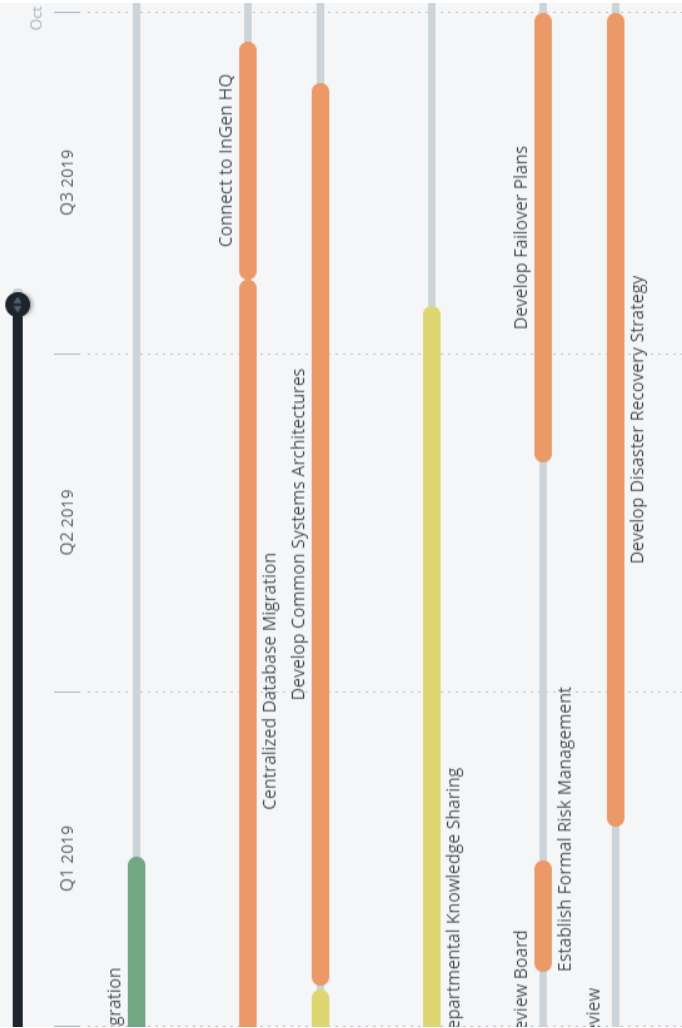 Oct
Q3 2019
Q2 2019
Q1 2019
gration
Connect to InGen HQ
Centralized Database Migration
Develop Common Systems Architectures
epartmental Knowledge Sharing
Develop Failover Plans
eview Board
Establish Formal Risk Management
view
Develop Disaster Recovery Strategy